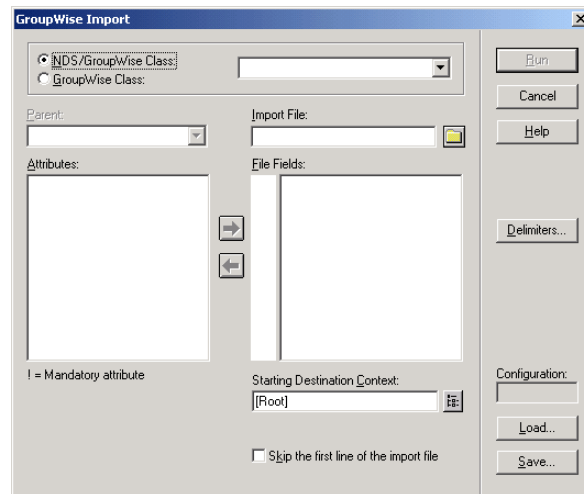 GroupWise Import
NDS/GroupWise Class:
GroupWise Class:
Run
Cancel
Help
Parent:
Import File:
Attributes:
File Fields:
Delimiters...
! = Mandatory attribute
Starting Destination Context:
[Root]
Configuration:
Load...
Save...
Skip the first line of the import file